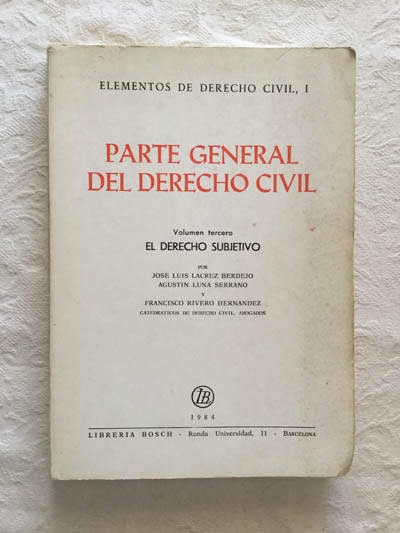 ELEMENTOS DE DERECHO CIVIL, I
PARTE GENERAL
DEL DERECHO CIVIL
Volumen tercero
EL DERECHO SUBJETIVO
POR
JOSE LUIS LACRUZ BERDEJO
AGUSTIN LUNA SERRANO
Y
FRANCISCO RIVERO HERNANDEZ
CATEDRATICOS DE DERECHO CIVIL. ABOGADOS
LB
1984
LIBRERIA BOSCH - Ronda Universidad, 11 - BARCELONA